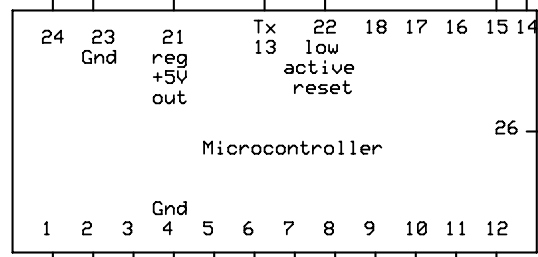 24 23 21 Tx 22 18 17 16 15 14
Gnd reg 13 low
+5V active
out reset
26
Microcontroller
Gnd
1 2 3 4 5 6 7 8 9 10 11 12